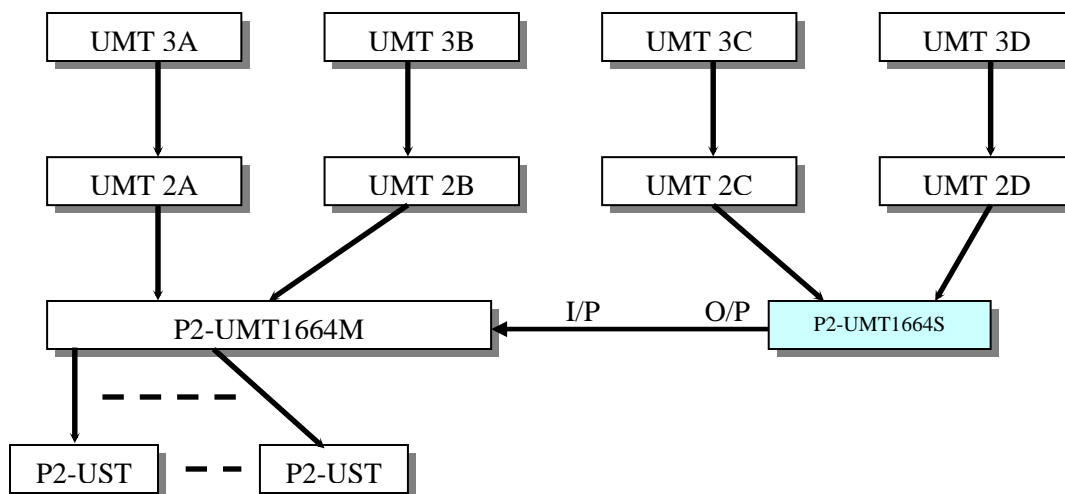 UMT 3A
UMT 3B
UMT 3C
UMT 3D
UMT 2A
UMT 2B
UMT 2C
UMT 2D
I/P
O/P
P2-UMT1664M
P2-UMT1664S
P2-UST
P2-UST